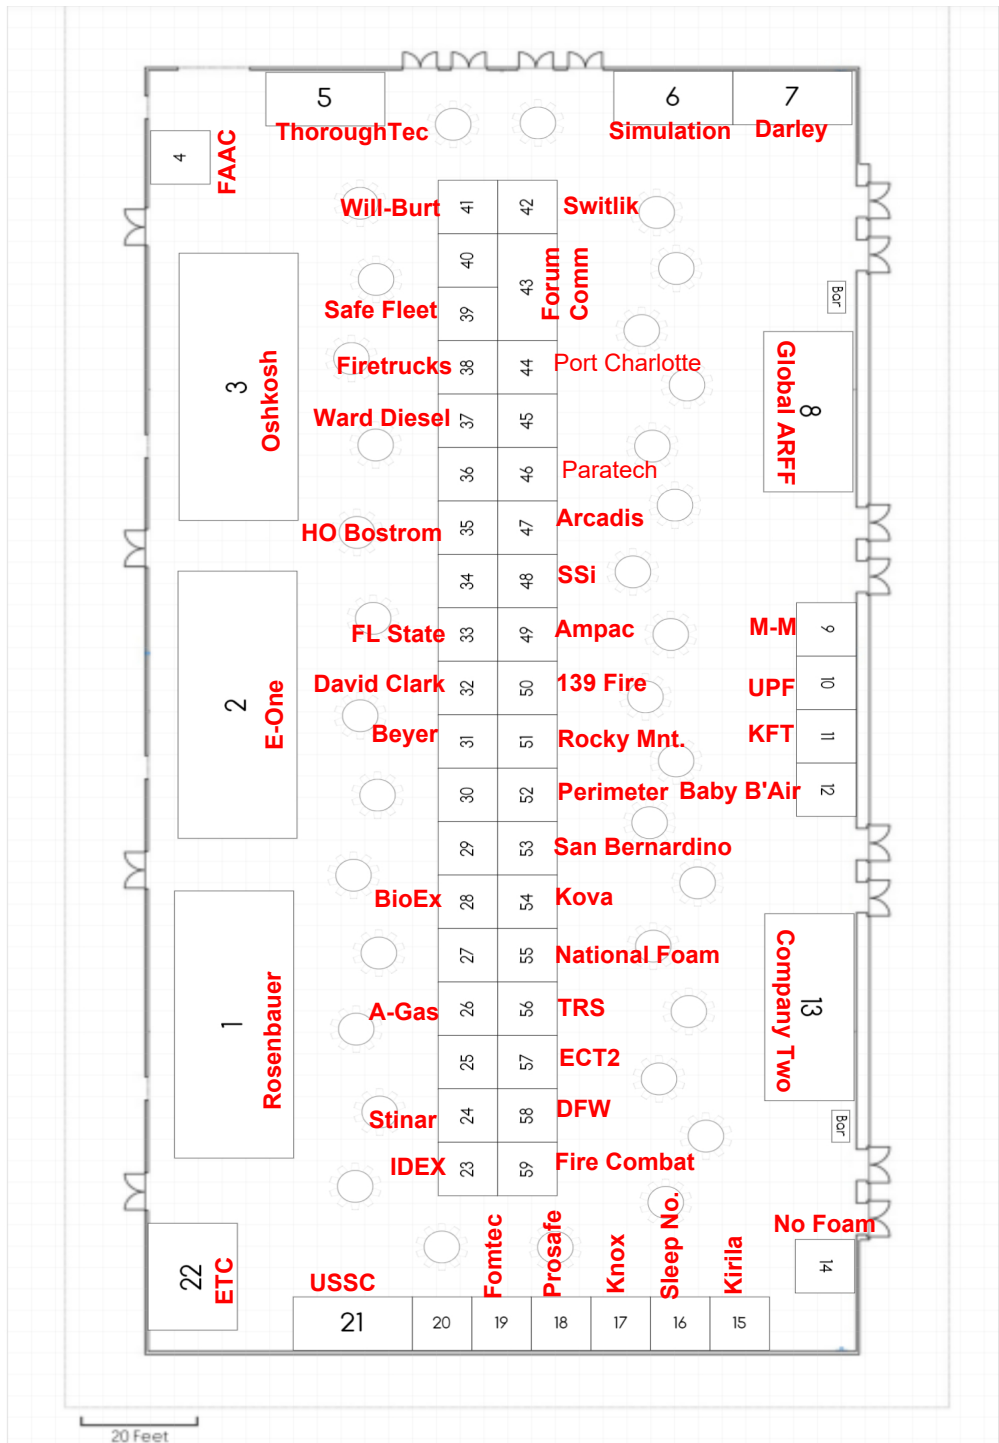 5
ThoroughTec
6
Simulation
7
Darley
4
FAAC
Will-Burt
41
42
Switlik
40
43
Forum
Comm
Bar
Safe Fleet
39
3
Oshkosh
Firetrucks
38
44
Port Charlotte
8
Global ARFF
Ward Diesel
37
45
36
46
Paratech
HO Bostrom
35
47
Arcadis
34
48
SSi
FL State
33
49
Ampac
M-M
9
2
E-One
David Clark
32
50
139 Fire
UPF
10
Beyer
31
51
Rocky Mnt.
KFT
11
30
52
Perimeter
Baby B'Air
12
29
53
San Bernardino
BioEx
28
54
Kova
27
55
National Foam
1
Rosenbauer
A-Gas
26
56
TRS
13
Company Two
25
57
ECT2
Stinar
24
58
DFW
Bar
IDEX
23
59
Fire Combat
22
ETC
USSC
21
20
Fomtec
19
Prosafe
18
Knox
17
Sleep No.
16
Kirila
15
No Foam
14
20 Feet